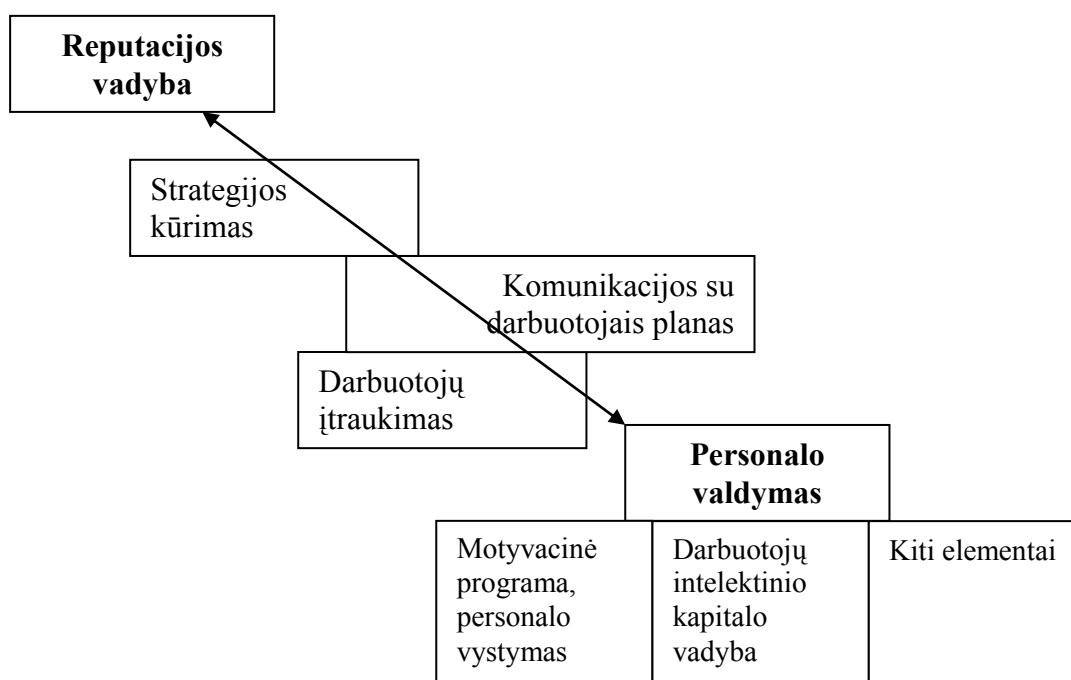 Reputacijos
vadyba
Strategijos
kūrimas
Komunikacijos su
darbuotojais planas
Darbuotojų
įtraukimas
Personalo
valdymas
Motyvacinė
programa,
personalo
vystymas
Darbuotojų
intelektinio
kapitalo
vadyba
Kiti elementai